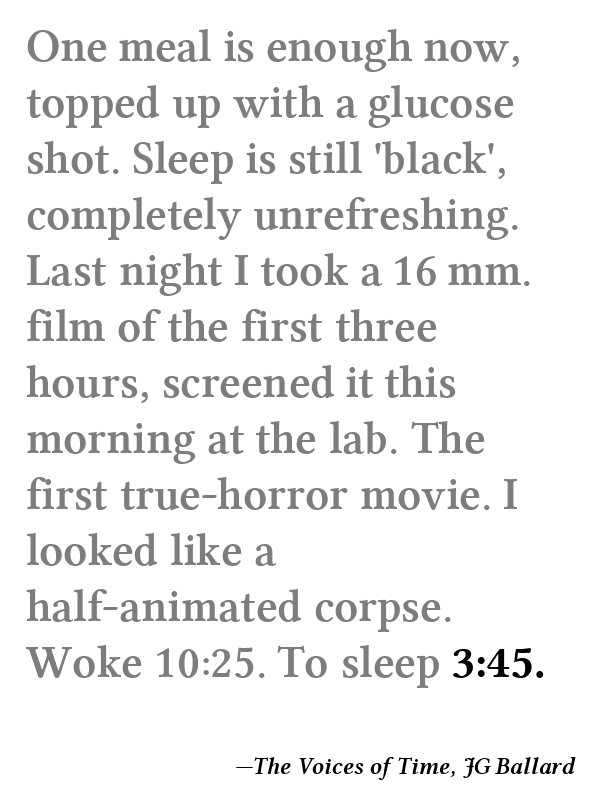 One meal is enough now,
topped up with a glucose
shot. Sleep is still 'black',
completely unrefreshing.
Last night I took a 16 mm.
film of the first three
hours, screened it this
morning at the lab. The
first true-horror movie. I
looked like a
half-animated corpse.
Woke 10:25. To sleep 3:45.
—The Voices of Time, JG Ballard